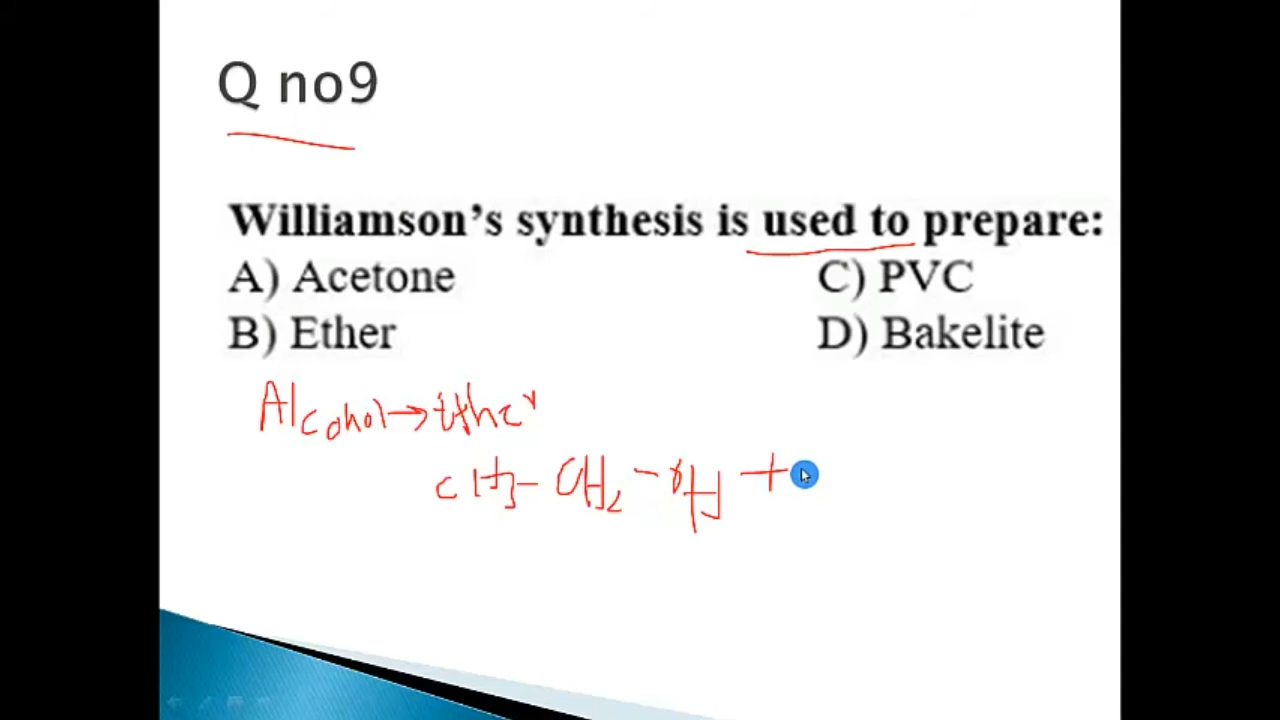 Q no9
Williamson's synthesis is used to prepare:
A) Acetone C) PVC
B) Ether D) Bakelite
Alcohol → Ether
CH3 - CH2 - OH +